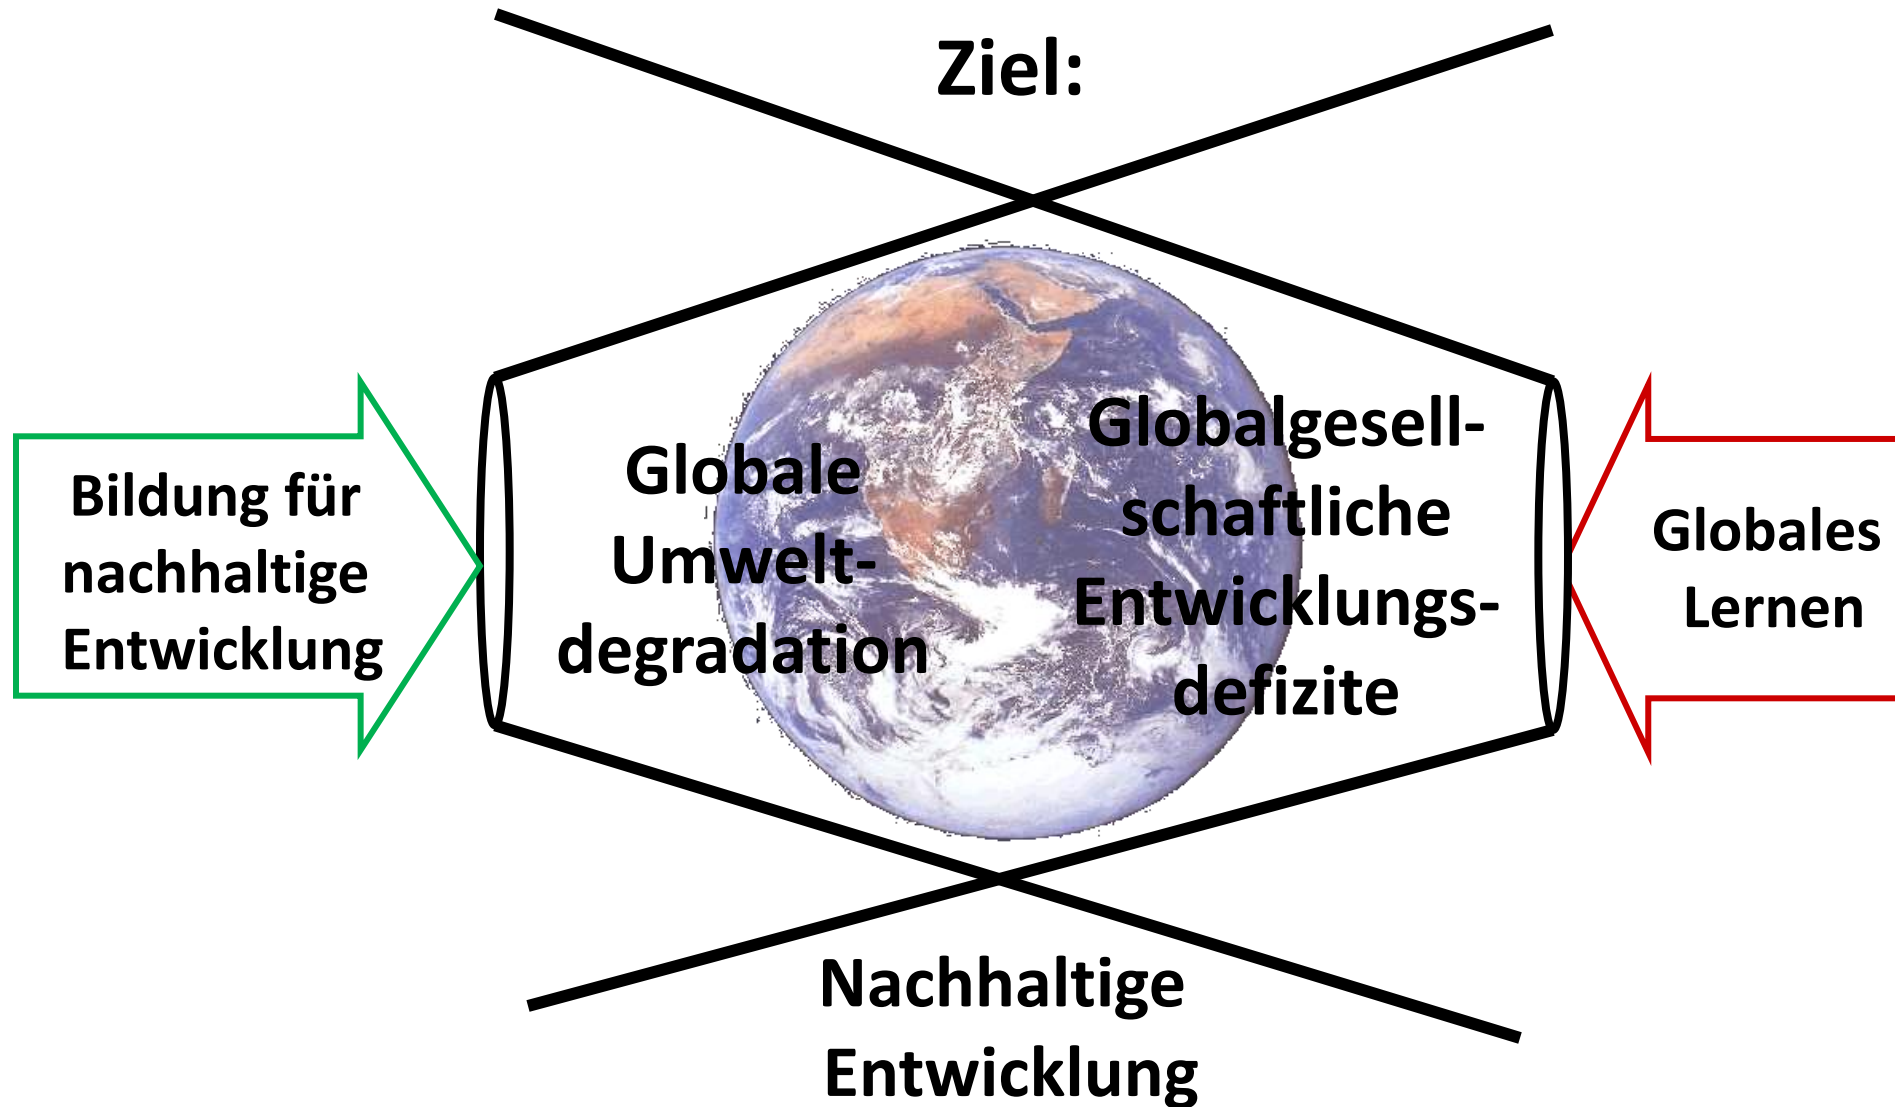 Ziel:
Bildung für
nachhaltige
Entwicklung
Globale
Umwelt-
degradation
Globalgesell-
schaftliche
Entwicklungs-
defizite
Globales
Lernen
Nachhaltige
Entwicklung